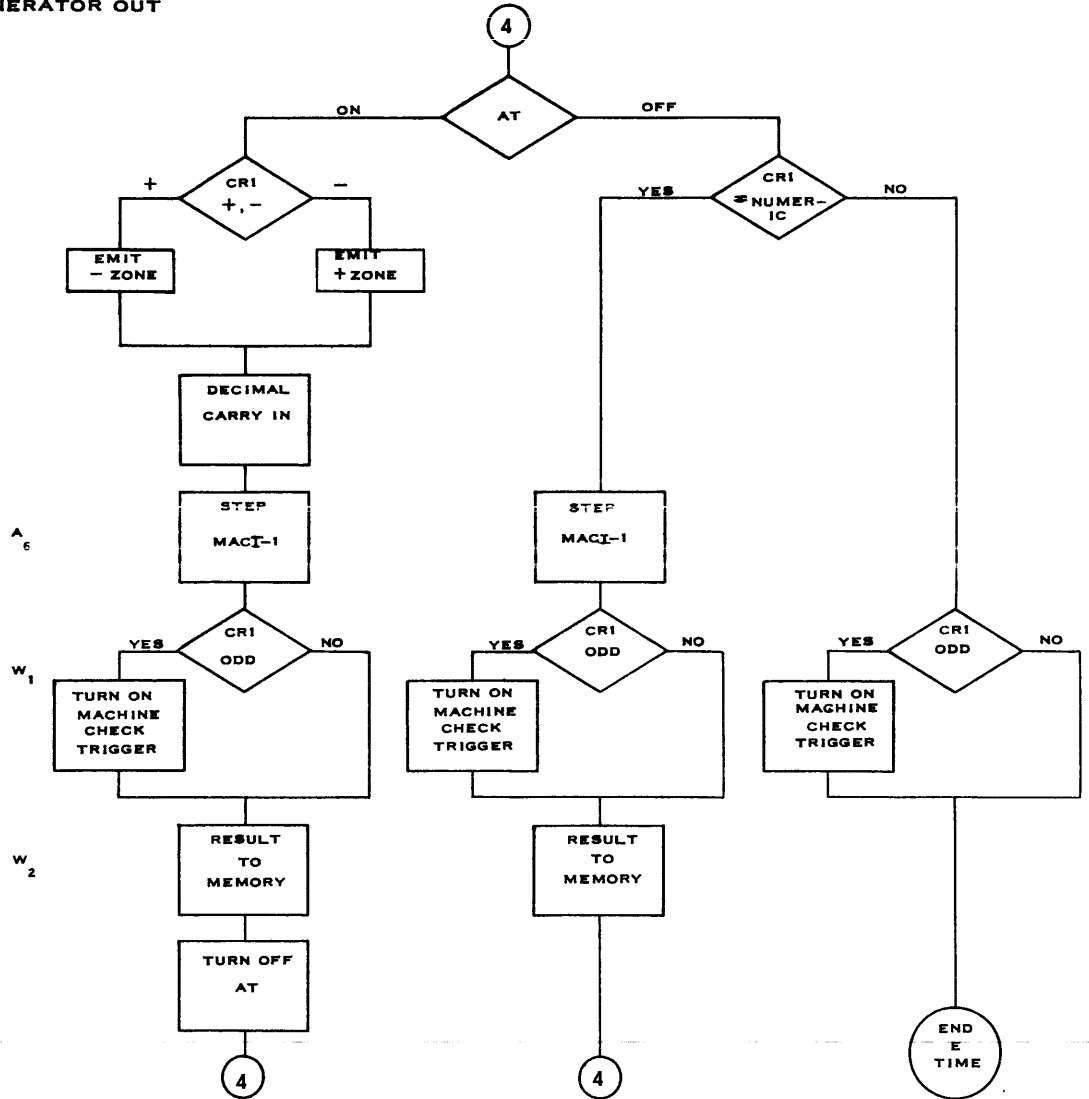 NERATOR OUT
4
AT
ON
OFF
CR1
+, -
+
-
CR1
= NUMER-
IC
YES
NO
EMIT
- ZONE
EMIT
+ ZONE
DECIMAL
CARRY IN
A6
STEP
MACI-1
STEP
MACI-1
W1
CR1
ODD
YES
NO
CR1
ODD
YES
NO
CR1
ODD
YES
NO
TURN ON
MACHINE
CHECK
TRIGGER
TURN ON
MACHINE
CHECK
TRIGGER
TURN ON
MACHINE
CHECK
TRIGGER
W2
RESULT
TO
MEMORY
RESULT
TO
MEMORY
TURN OFF
AT
4
4
END
E
TIME